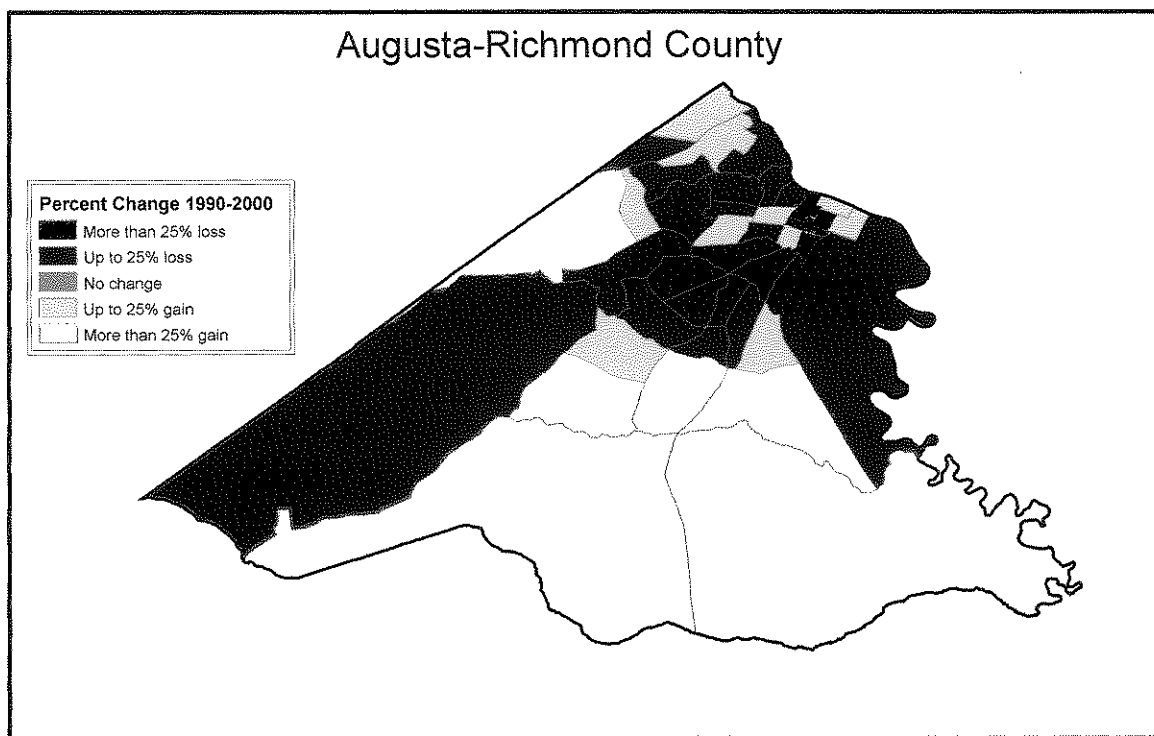 Augusta-Richmond County
Percent Change 1990-2000
More than 25% loss
Up to 25% loss
No change
Up to 25% gain
More than 25% gain